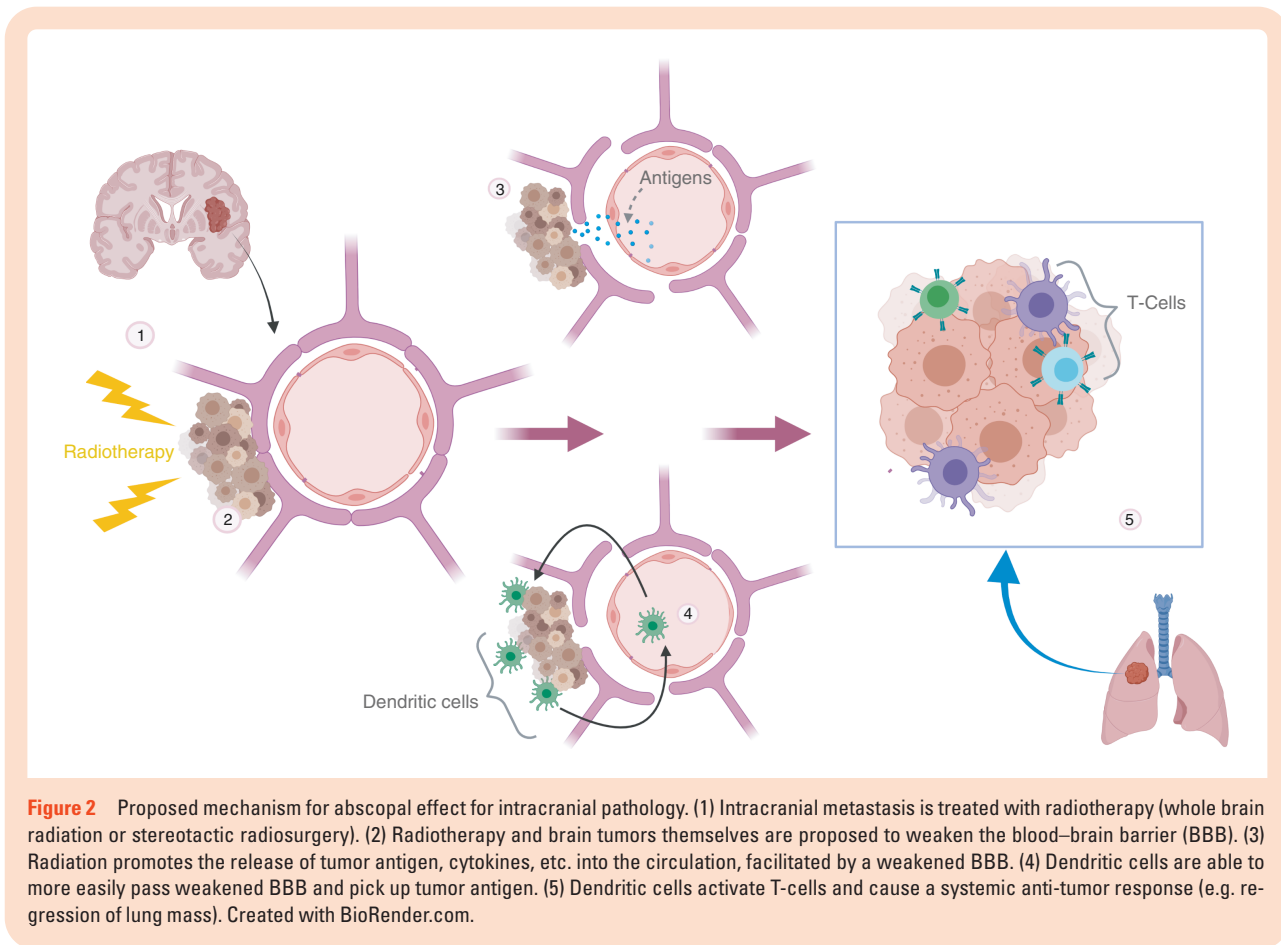 1
Radiotherapy
2
3
Antigens
4
Dendritic cells
T-Cells
5
Figure 2 Proposed mechanism for abscopal effect for intracranial pathology. (1) Intracranial metastasis is treated with radiotherapy (whole brain
radiation or stereotactic radiosurgery). (2) Radiotherapy and brain tumors themselves are proposed to weaken the blood–brain barrier (BBB). (3)
Radiation promotes the release of tumor antigen, cytokines, etc. into the circulation, facilitated by a weakened BBB. (4) Dendritic cells are able to
more easily pass weakened BBB and pick up tumor antigen. (5) Dendritic cells activate T-cells and cause a systemic anti-tumor response (e.g. re-
gression of lung mass). Created with BioRender.com.